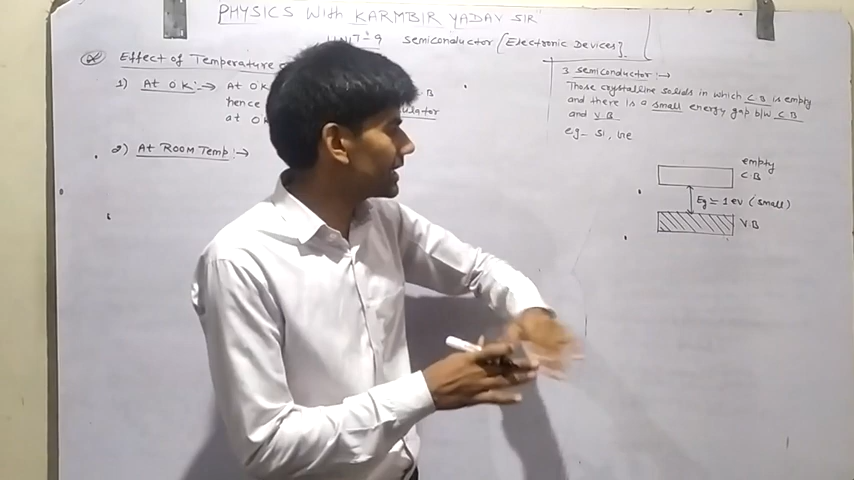 PHYSICS With KARMBIR YADAV SIR"
UNIT-9 Semiconductor [Electronic Devices]
Effect of Temperature
1) At 0 K:→ At 0 K
hence
at 0 K
C.B
2) At Room Temp:→
3 semiconductor:→
Those crystalline solids in which C.B is empty
and there is a small energy gap b/w C.B
and V.B
eg- Si, Ge
empty
C.B
Eg ≃ 1 eV (small)
V.B